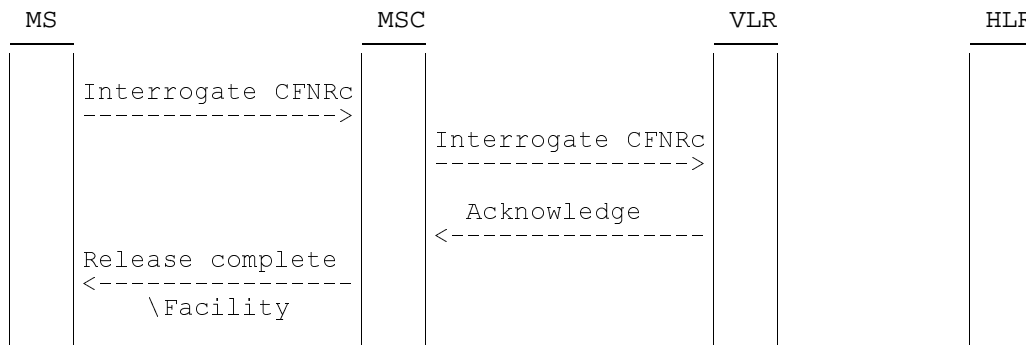 MS MSC VLR HLR
Interrogate CFNRc
---------------->
Interrogate CFNRc
---------------->
Acknowledge
<----------------
Release complete
<----------------
\Facility